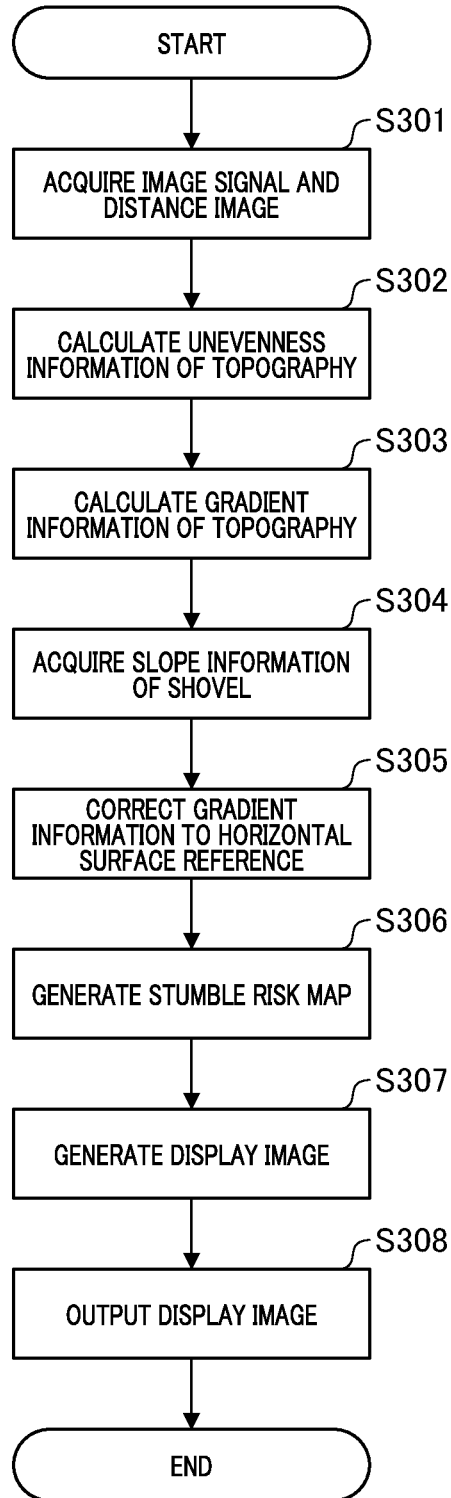 START
S301
ACQUIRE IMAGE SIGNAL AND
DISTANCE IMAGE
S302
CALCULATE UNEVENNESS
INFORMATION OF TOPOGRAPHY
S303
CALCULATE GRADIENT
INFORMATION OF TOPOGRAPHY
S304
ACQUIRE SLOPE INFORMATION
OF SHOVEL
S305
CORRECT GRADIENT
INFORMATION TO HORIZONTAL
SURFACE REFERENCE
S306
GENERATE STUMBLE RISK MAP
S307
GENERATE DISPLAY IMAGE
S308
OUTPUT DISPLAY IMAGE
END